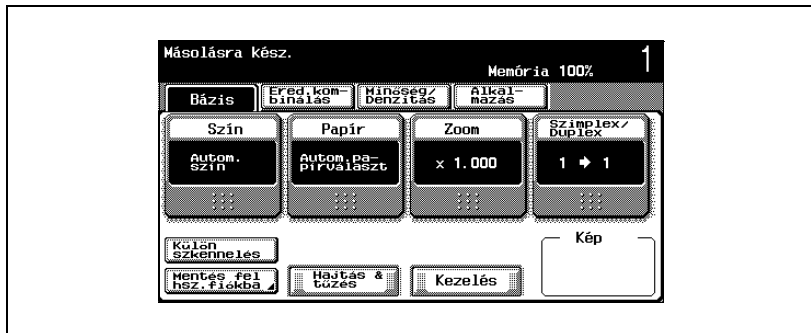 Másolásra kész.
Memória 100%
1
Bázis
Ered.kom-
binálás
Minőség/
Denzitás
Alkal-
mazás
Szín
Papír
Zoom
Szimplex/
Duplex
Autom.
szín
Autom.pa-
pírválaszt
× 1.000
1 ➔ 1
Külön
szkennelés
Kép
Mentés fel
hsz.fiókba
Hajtás &
tűzés
Kezelés